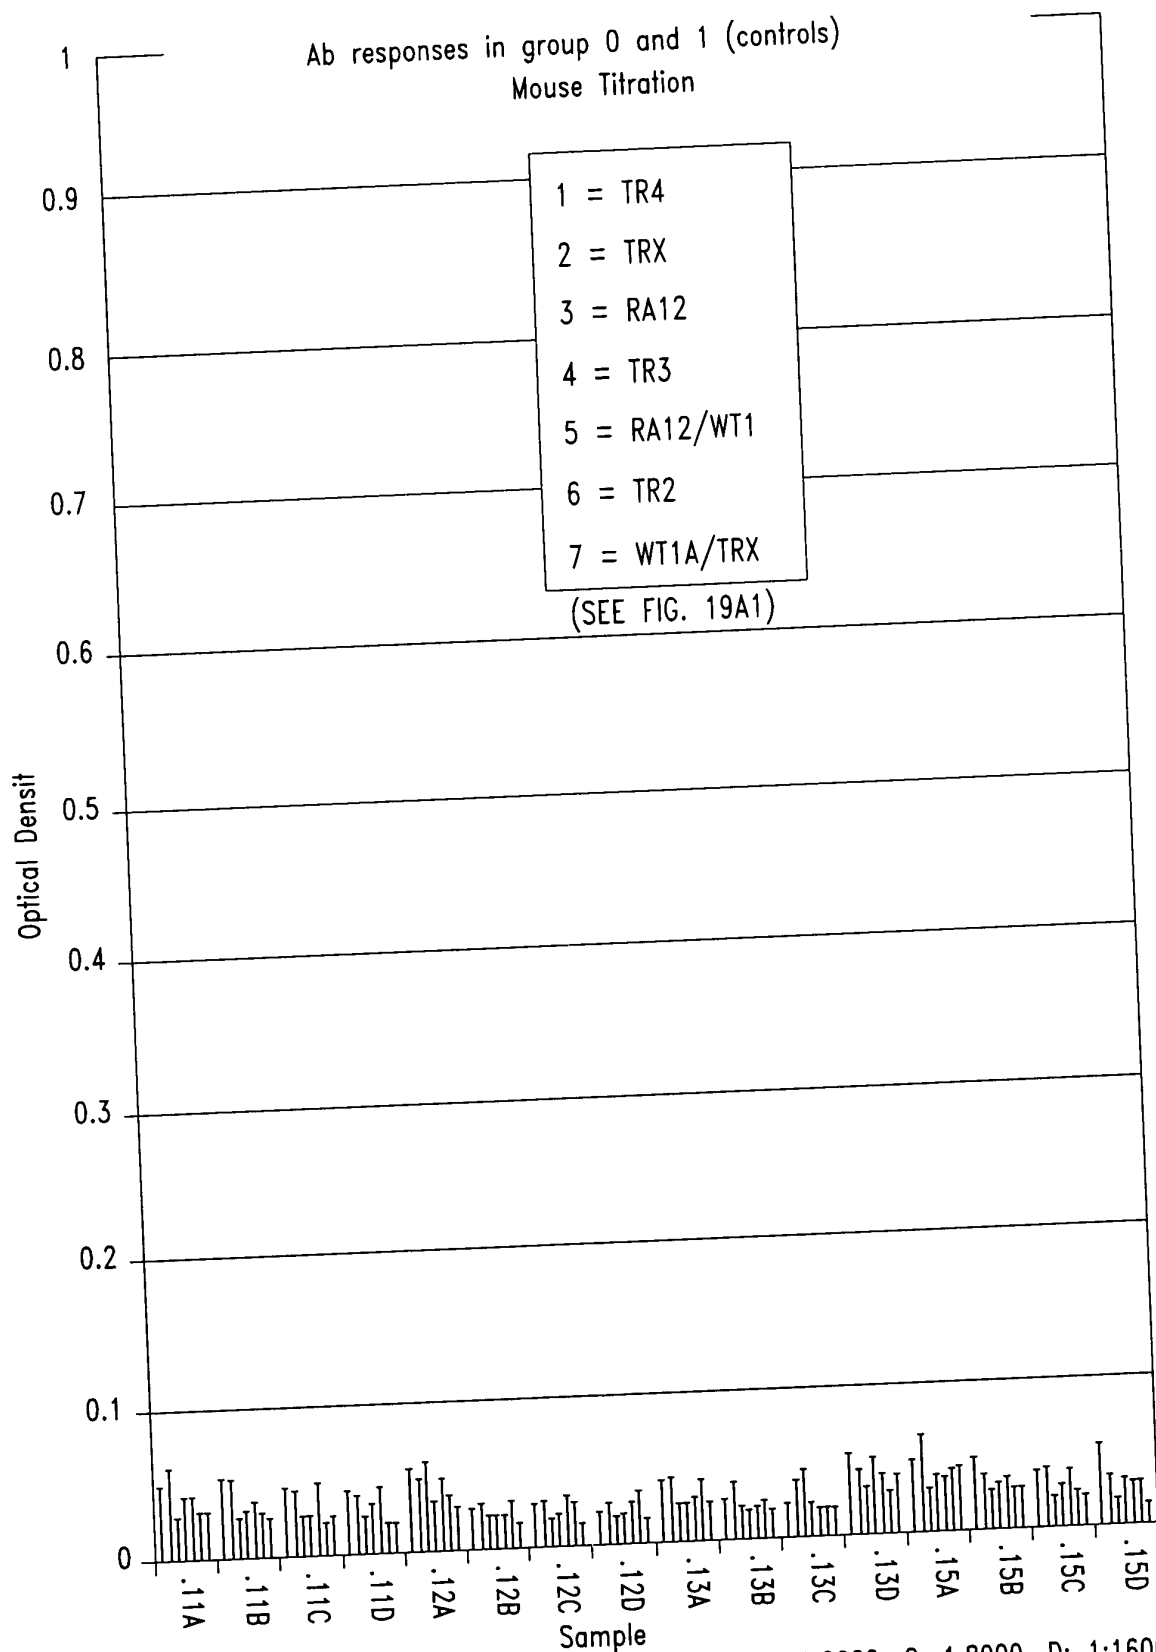 Ab responses in group 0 and 1 (controls)
Mouse Titration
1
0.9
0.8
0.7
0.6
0.5
0.4
0.3
0.2
0.1
0
Optical Densit
1 = TR4
2 = TRX
3 = RA12
4 = TR3
5 = RA12/WT1
6 = TR2
7 = WT1A/TRX
(SEE FIG. 19A1)
.11A
.11B
.11C
.11D
.12A
.12B
.12C
.12D
.13A
.13B
.13C
.13D
.15A
.15B
.15C
.15D
Sample